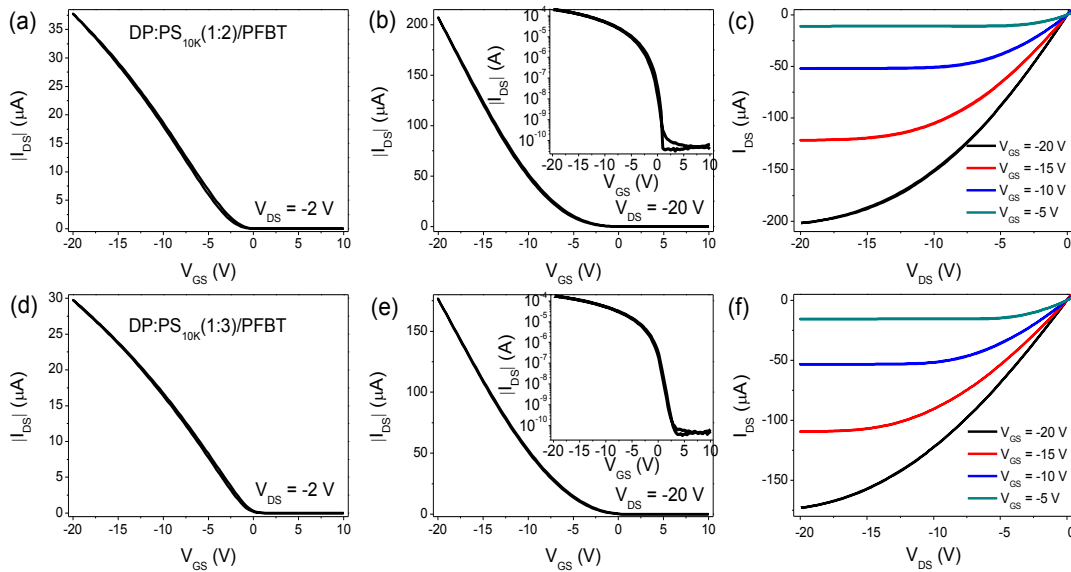 (a)
DP:PS10K(1:2)/PFBT
|IDS| (μA)
35
30
25
20
15
10
5
0
-20 -15 -10 -5 0 5 10
VDS = -2 V
VGS (V)
(b)
|IDS| (μA)
200
150
100
50
0
-20 -15 -10 -5 0 5 10
VDS = -20 V
VGS (V)
|IDS| (A)
10-4
10-5
10-6
10-7
10-8
10-9
10-10
-20 -15 -10 -5 0 5 10
VGS (V)
(c)
IDS (μA)
0
-50
-100
-150
-200
-20 -15 -10 -5 0
VDS (V)
VGS = -20 V
VGS = -15 V
VGS = -10 V
VGS = -5 V
(d)
DP:PS10K(1:3)/PFBT
|IDS| (μA)
30
25
20
15
10
5
0
-20 -15 -10 -5 0 5 10
VDS = -2 V
VGS (V)
(e)
|IDS| (μA)
175
150
125
100
75
50
25
0
-20 -15 -10 -5 0 5 10
VDS = -20 V
VGS (V)
|IDS| (A)
10-4
10-5
10-6
10-7
10-8
10-9
10-10
-20 -15 -10 -5 0 5 10
VGS (V)
(f)
IDS (μA)
0
-50
-100
-150
-20 -15 -10 -5 0
VDS (V)
VGS = -20 V
VGS = -15 V
VGS = -10 V
VGS = -5 V